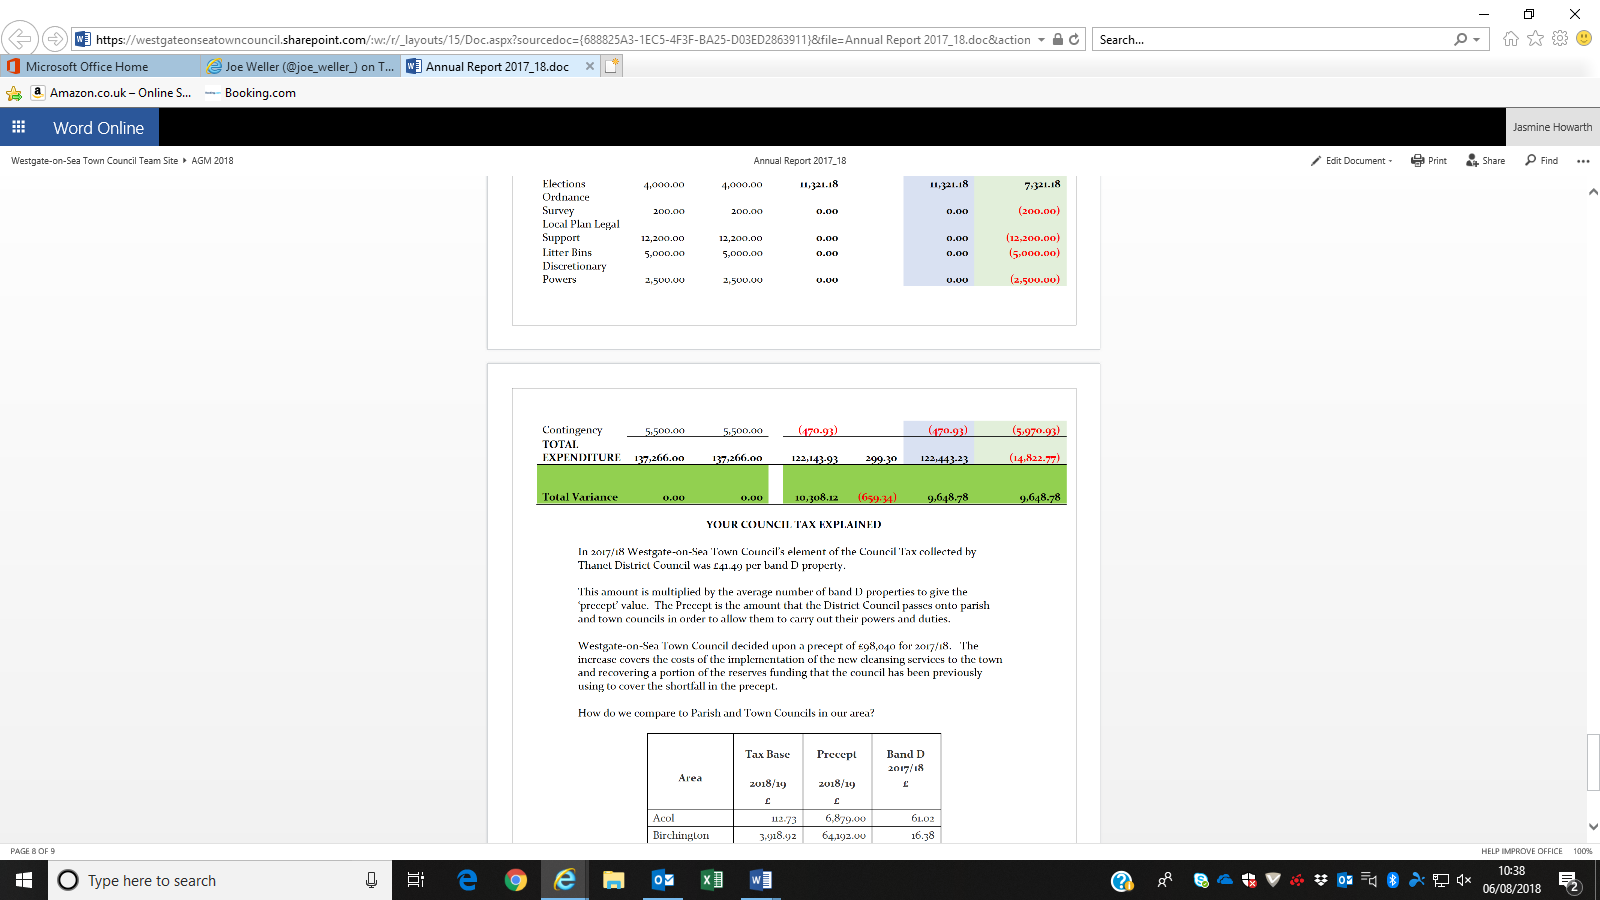 https://westgateonseatowncouncil.sharepoint.com/:w:/r/_layouts/15/Doc.aspx?sourcedoc={688825A3-1EC5-4F3F-BA25-D03ED2863911}&file=Annual Report 2017_18.doc&action
Search...
Microsoft Office Home
Joe Weller (@joe_weller_) on T...
Annual Report 2017_18.doc
Amazon.co.uk – Online S...
Booking.com
Word Online
Jasmine Howarth
Westgate-on-Sea Town Council Team Site ▸ AGM 2018
Annual Report 2017_18
Edit Document
Print
Share
Find
Elections 4,000.00 4,000.00 11,321.18 11,321.18 7,321.18
Ordnance
Survey 200.00 200.00 0.00 0.00 (200.00)
Local Plan Legal
Support 12,200.00 12,200.00 0.00 0.00 (12,200.00)
Litter Bins 5,000.00 5,000.00 0.00 0.00 (5,000.00)
Discretionary
Powers 2,500.00 2,500.00 0.00 0.00 (2,500.00)
Contingency 5,500.00 5,500.00 (470.93) (470.93) (5,970.93)
TOTAL
EXPENDITURE 137,266.00 137,266.00 122,143.93 299.30 122,443.23 (14,822.77)
Total Variance 0.00 0.00 10,308.12 (659.34) 9,648.78 9,648.78
YOUR COUNCIL TAX EXPLAINED
In 2017/18 Westgate-on-Sea Town Council's element of the Council Tax collected by
Thanet District Council was £41.49 per band D property.
This amount is multiplied by the average number of band D properties to give the
'precept' value. The Precept is the amount that the District Council passes onto parish
and town councils in order to allow them to carry out their powers and duties.
Westgate-on-Sea Town Council decided upon a precept of £98,040 for 2017/18. The
increase covers the costs of the implementation of the new cleansing services to the town
and recovering a portion of the reserves funding that the council has been previously
using to cover the shortfall in the precept.
How do we compare to Parish and Town Councils in our area?
Area
Tax Base
2018/19
£
Precept
2018/19
£
Band D
2017/18
£
Acol 112.73 6,879.00 61.02
Birchington 3,918.92 64,192.00 16.38
PAGE 8 OF 9
HELP IMPROVE OFFICE 100%
Type here to search
10:38
06/08/2018
2